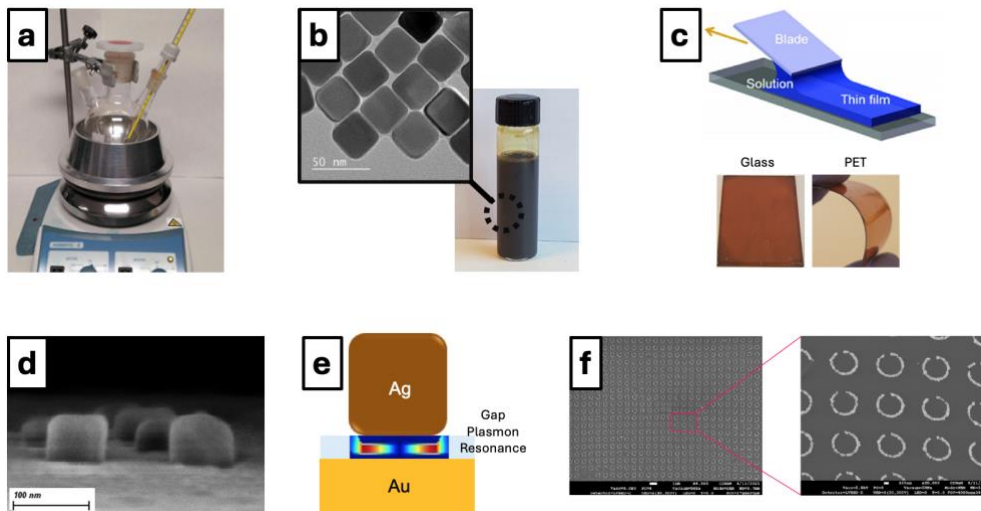 a
b
50 nm
c
Blade
Solution
Thin film
Glass
PET
d
100 nm
e
Ag
Gap
Plasmon
Resonance
Au
f